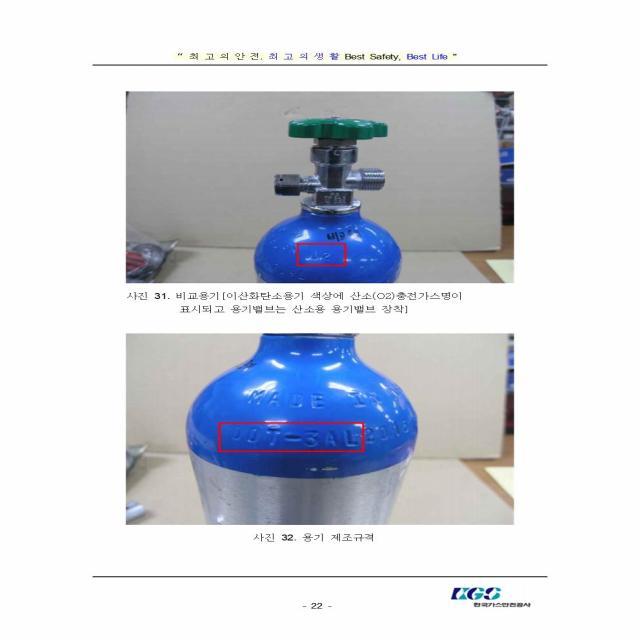 “ 최 고 의 안 전, 최 고 의 생 활 Best Safety, Best Life ”
사진 31. 비교용기[이산화탄소용기 색상에 산소(O2)충전가스명이
표시되고 용기밸브는 산소용 용기밸브 장착]
MADE I
DOT-3AL
사진 32. 용기 제조규격
- 22 -
KGS
한국가스안전공사